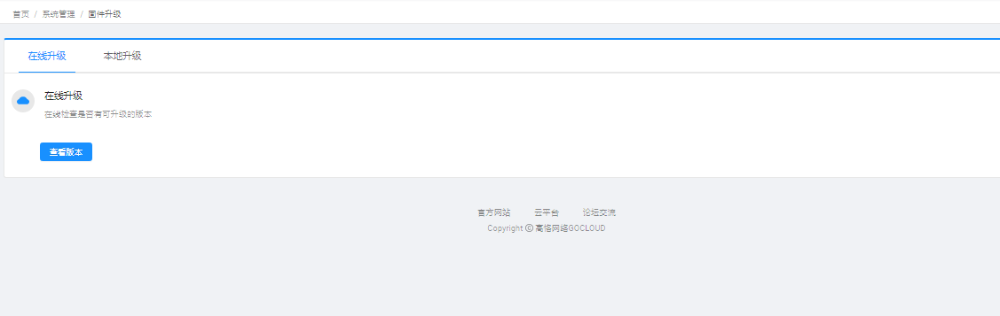 首页 / 系统管理 / 固件升级
在线升级 本地升级
在线升级
在线检查是否有可升级的版本
查看版本
官方网站 云平台 论坛交流
Copyright © 高格网络GOCLOUD